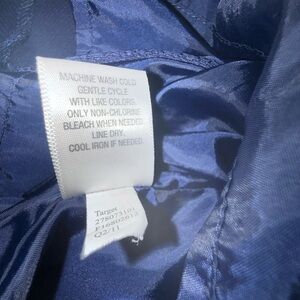 MACHINE WASH COLD
GENTLE CYCLE
WITH LIKE COLORS.
ONLY NON-CHLORINE
BLEACH WHEN NEEDED.
LINE DRY.
COOL IRON IF NEEDED.
Target
Q2/11